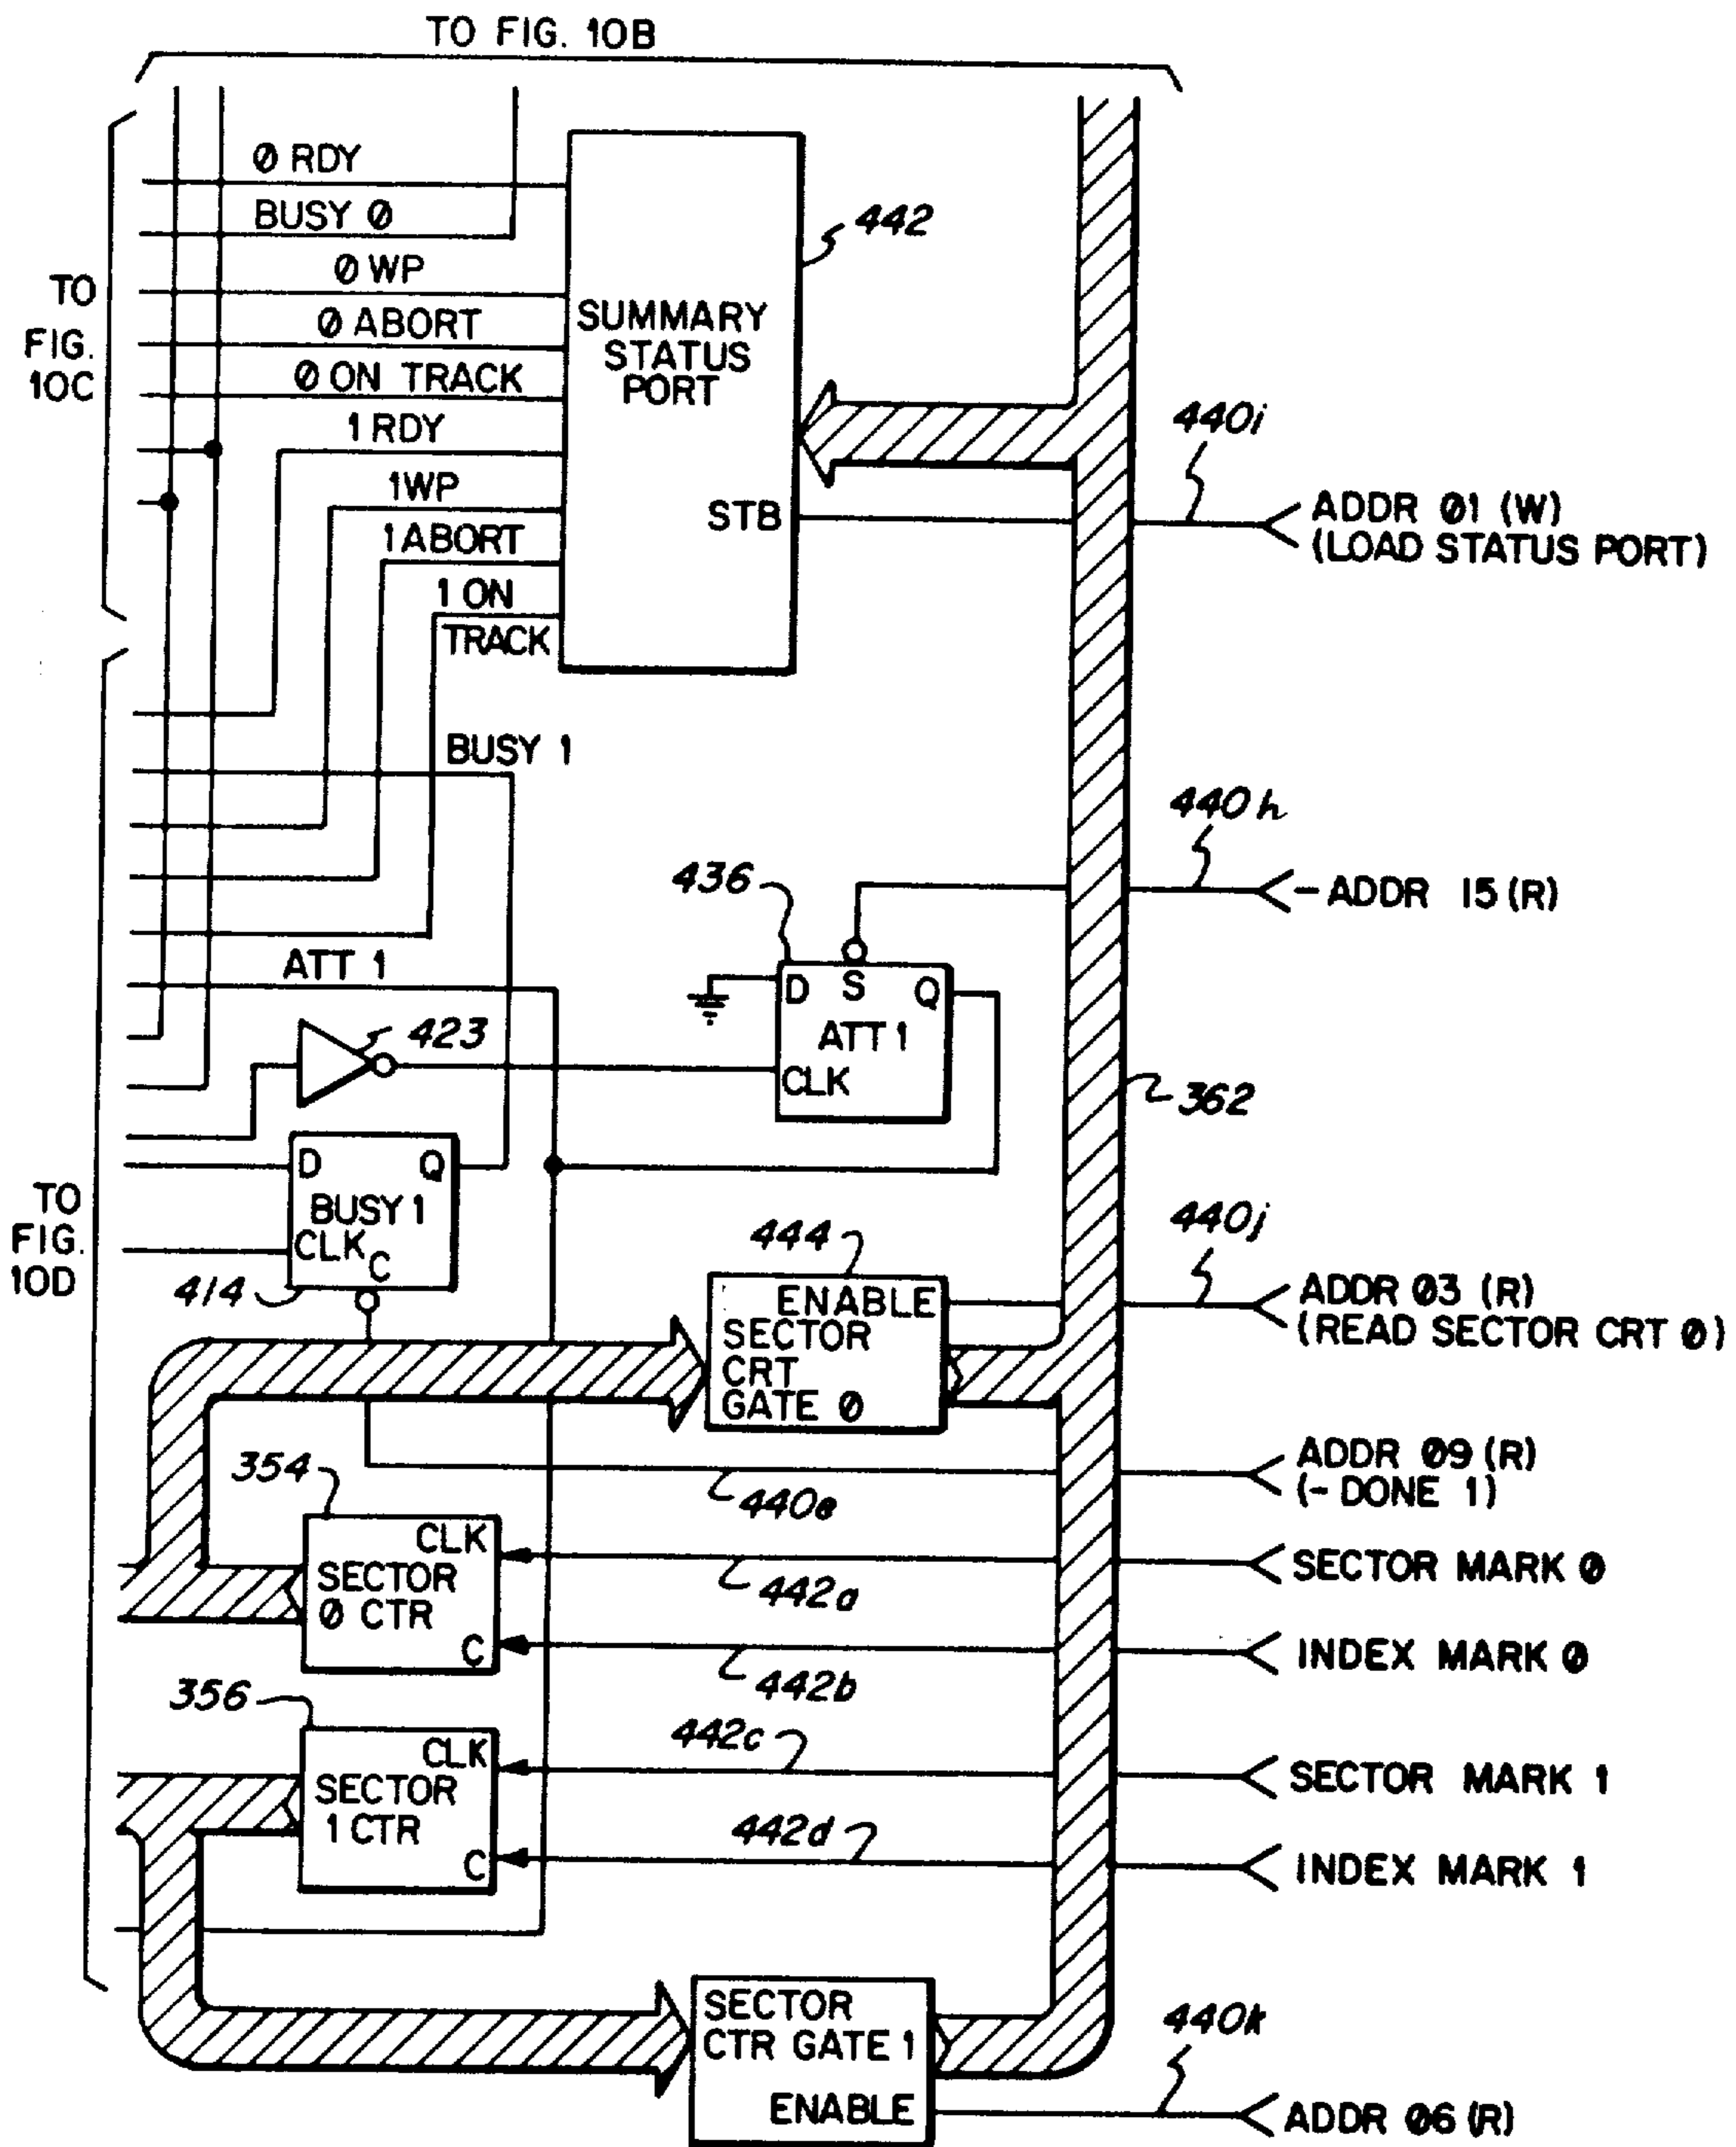 TO FIG. 10B
Ø RDY
BUSY Ø
Ø WP
Ø ABORT
Ø ON TRACK
1 RDY
1 WP
1 ABORT
1 ON
TRACK
TO
FIG.
10C
SUMMARY
STATUS
PORT
STB
442
440i
ADDR Ø1 (W)
(LOAD STATUS PORT)
BUSY 1
440h
-ADDR 15 (R)
436
ATT 1
D S Q
ATT 1
CLK
423
362
TO
FIG.
10D
D Q
BUSY 1
CLK C
414
444
440j
ENABLE
SECTOR
CRT
GATE Ø
ADDR Ø3 (R)
(READ SECTOR CRT Ø)
440e
ADDR Ø9 (R)
(-DONE 1)
354
CLK
SECTOR
Ø CTR
C
442a
SECTOR MARK Ø
442b
INDEX MARK Ø
356
CLK
SECTOR
1 CTR
C
442c
SECTOR MARK 1
442d
INDEX MARK 1
SECTOR
CTR GATE 1
ENABLE
440k
ADDR Ø6 (R)